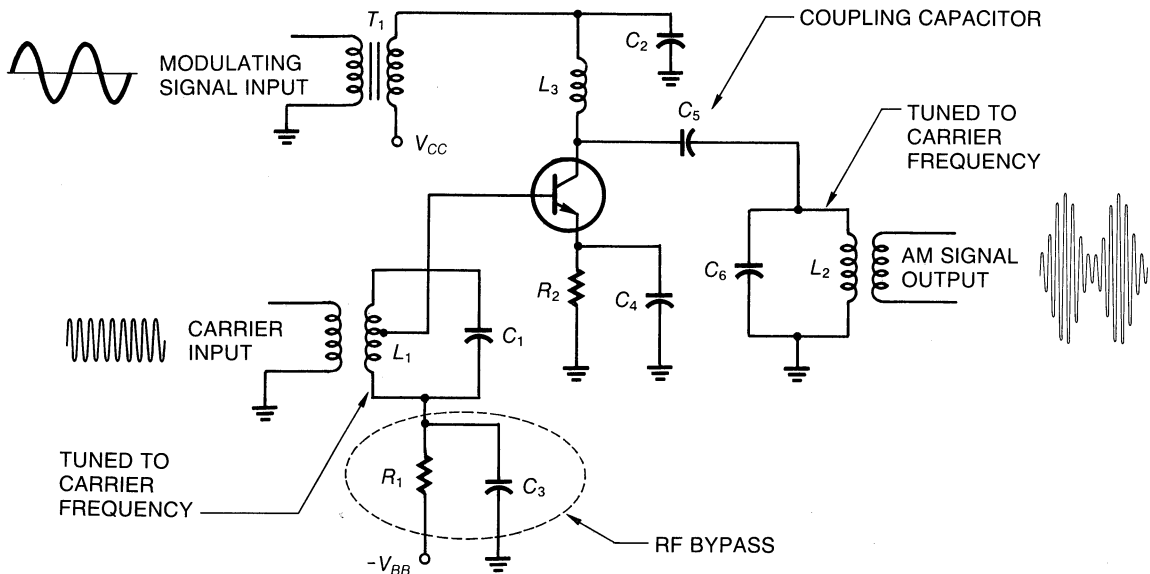 COUPLING CAPACITOR
T1
C2
MODULATING
SIGNAL INPUT
L3
C5
TUNED TO
CARRIER
FREQUENCY
VCC
AM SIGNAL
OUTPUT
C6
L2
R2
C4
CARRIER
INPUT
L1
C1
TUNED TO
CARRIER
FREQUENCY
R1
C3
RF BYPASS
-VBB